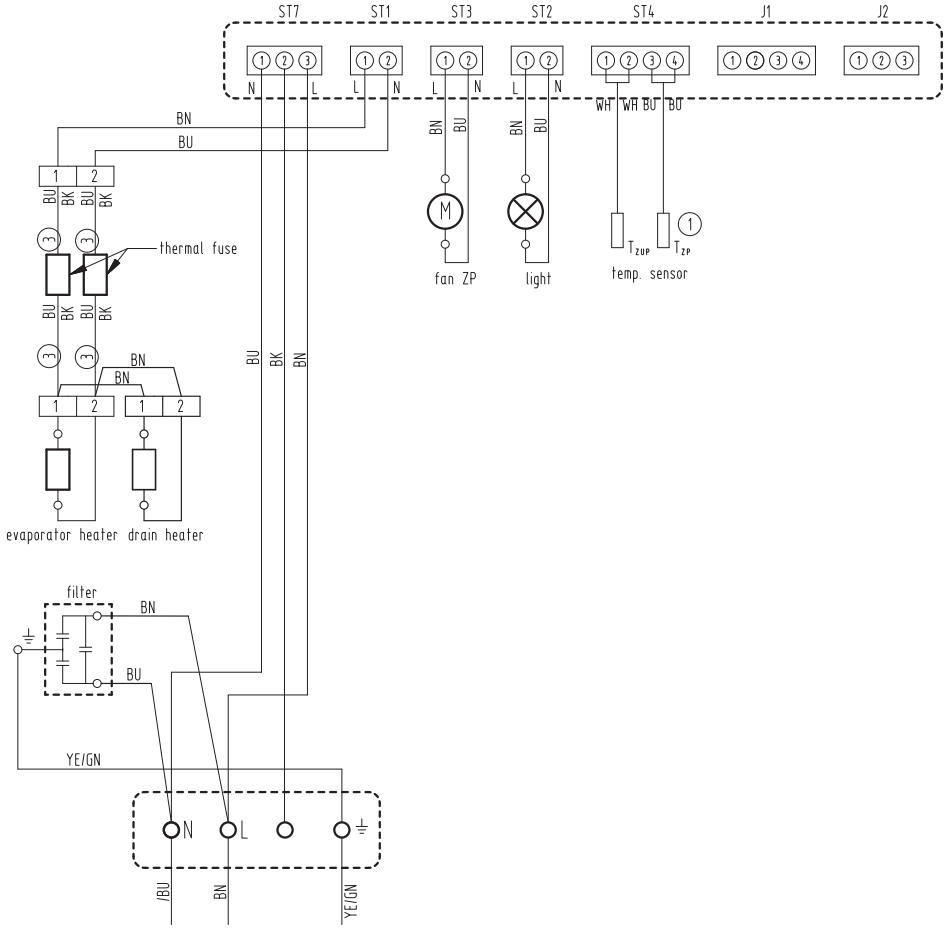 ST7 ST1 ST3 ST2 ST4 J1 J2
1 2 3 1 2 1 2 1 2 1 2 3 4 1 2 3 4 1 2 3
N L L N L N L N
WH WH BU BU
BN
BU
BN BU BN BU
1 2
BU BK BU BK
M
1
3 3
thermal fuse
TZUP TZP
fan ZP light temp. sensor
BU BK BU BK
3 3
BN
BN
BU BK BN
1 2 1 2
evaporator heater drain heater
filter
BN
BU
YE/GN
N L
/BU BN YE/GN